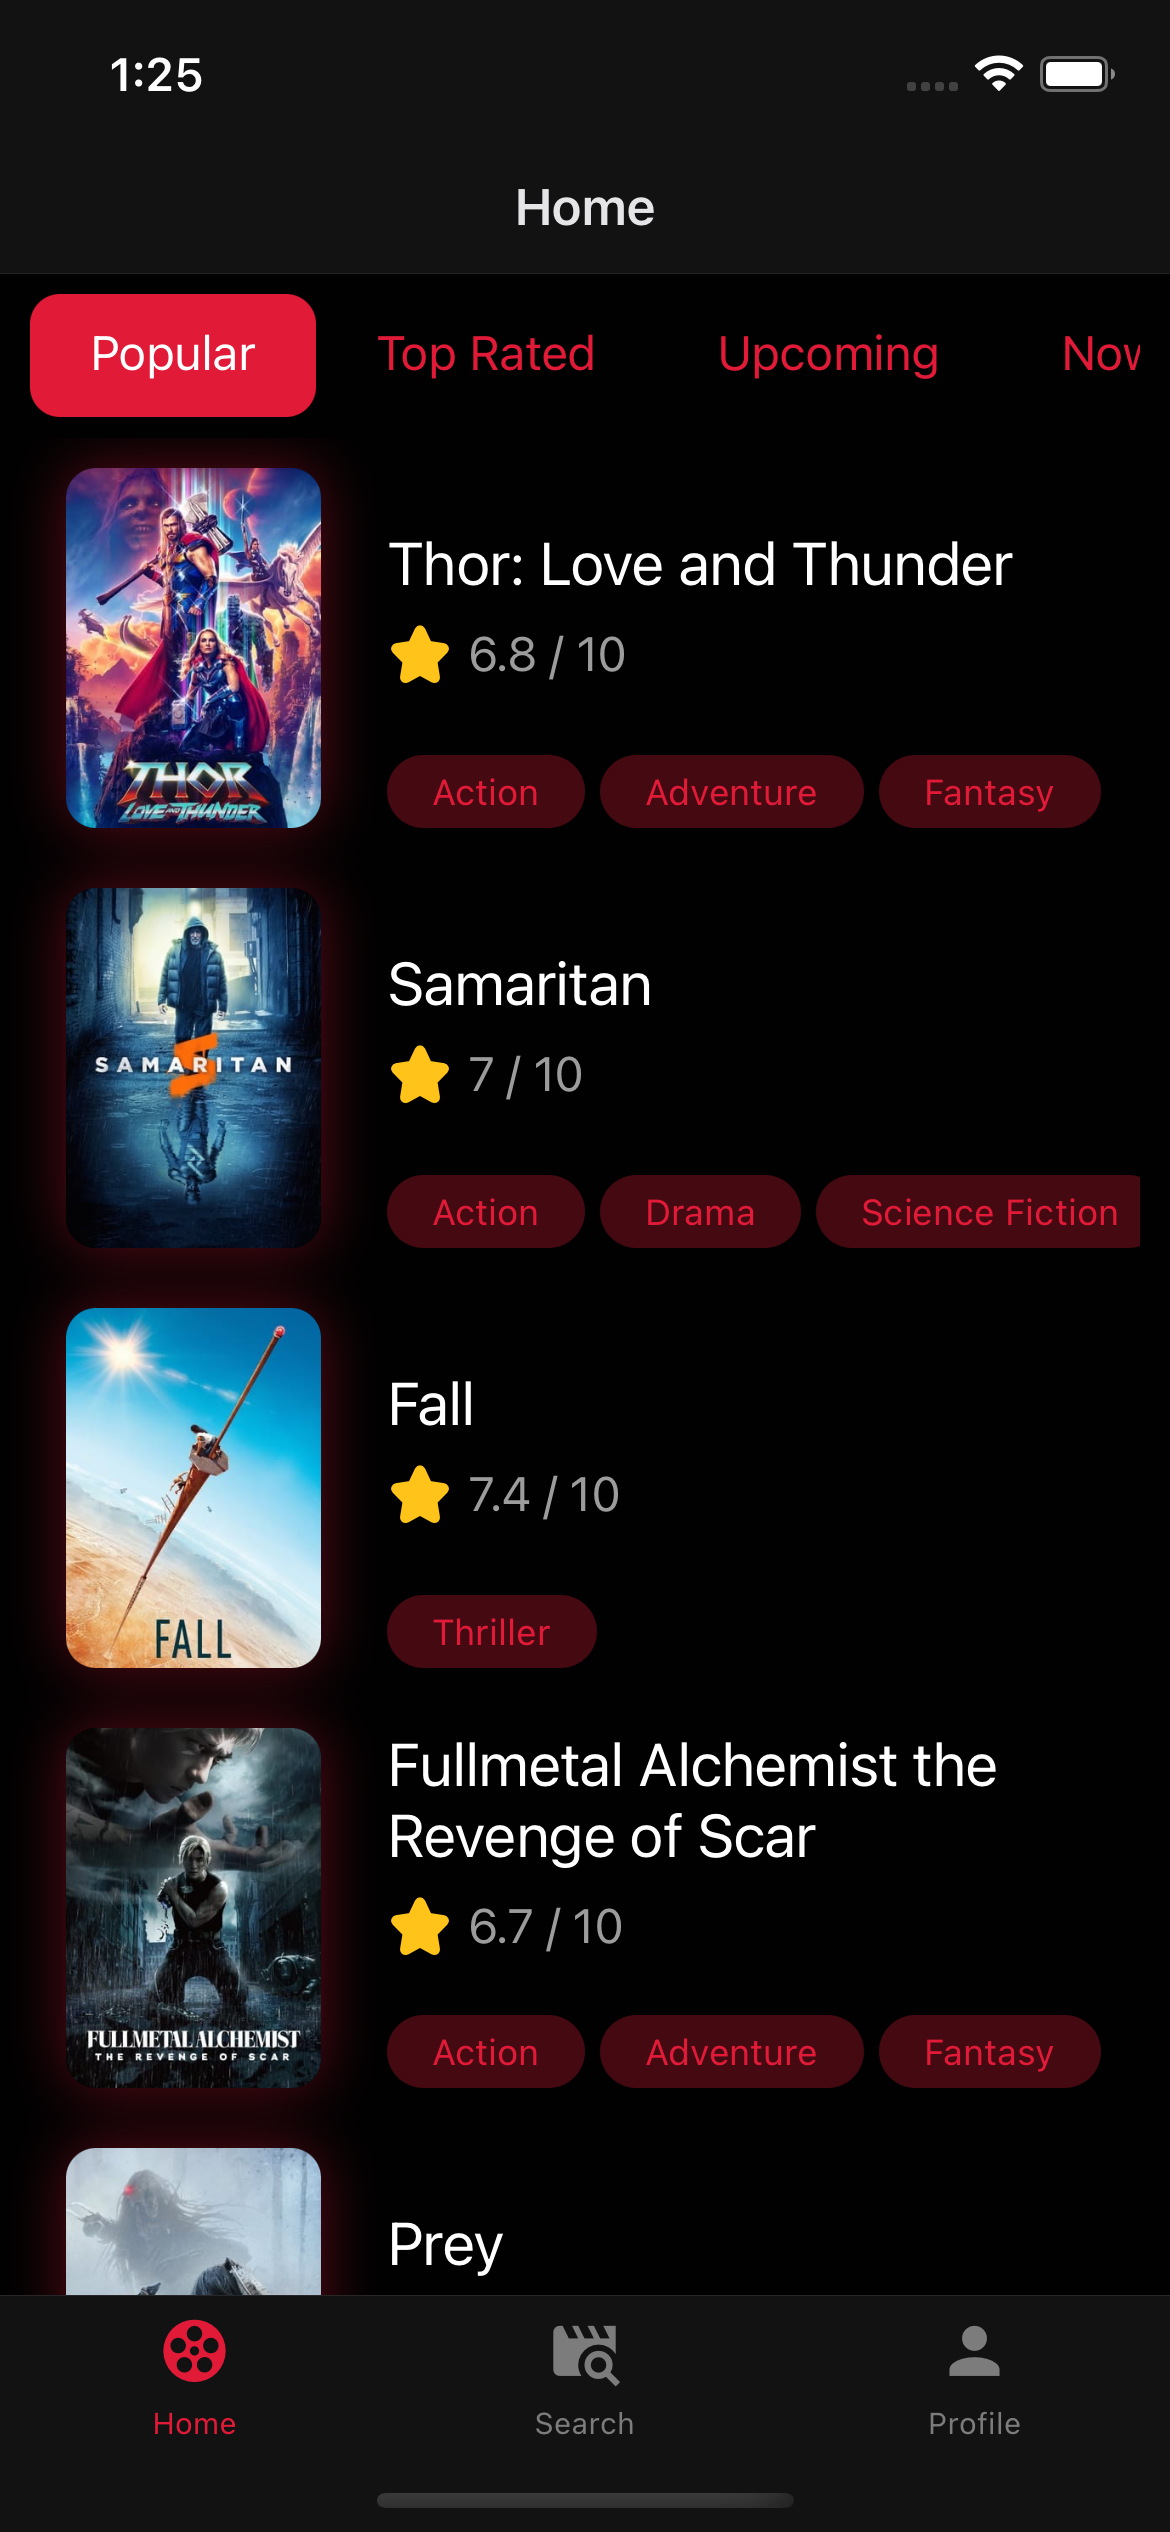 1:25
Home
Popular Top Rated Upcoming Nov
THOR
LOVE AND THUNDER
Thor: Love and Thunder
6.8 / 10
Action Adventure Fantasy
SAMARITAN
Samaritan
7 / 10
Action Drama Science Fiction
FALL
Fall
7.4 / 10
Thriller
FULLMETAL ALCHEMIST
THE REVENGE OF SCAR
Fullmetal Alchemist the
Revenge of Scar
6.7 / 10
Action Adventure Fantasy
Prey
Home Search Profile